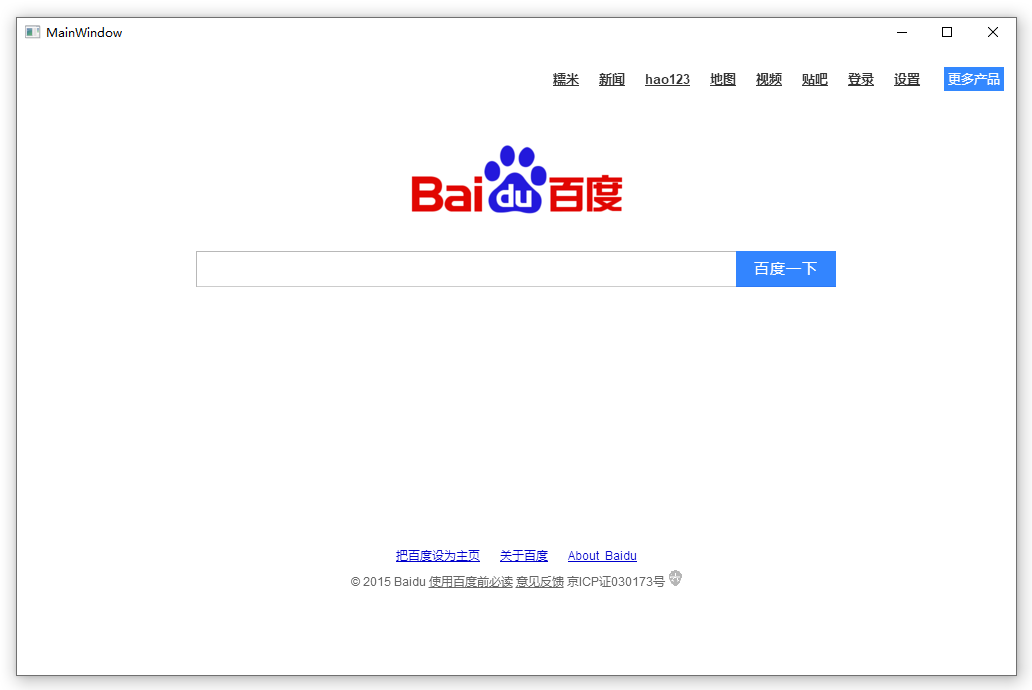 MainWindow
糯米 新闻 hao123 地图 视频 贴吧 登录 设置 更多产品
Bai du 百度
百度一下
把百度设为主页 关于百度 About Baidu
© 2015 Baidu 使用百度前必读 意见反馈 京ICP证030173号